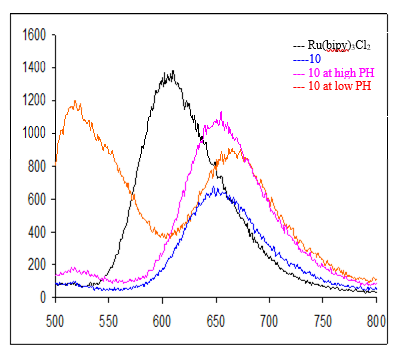 1600
1400
1200
1000
800
600
400
200
0
500 550 600 650 700 750 800
--- Ru(bipy)₃Cl₂
----10
--- 10 at high PH
--- 10 at low PH